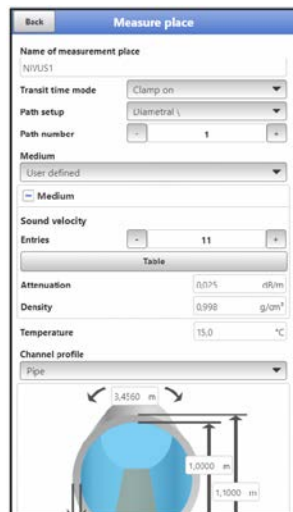 Back Measure place
Name of measurement place
NIVUS1
Transit time mode Clamp on
Path setup Diametral \
Path number - 1 +
Medium
User defined
Medium
Sound velocity
Entries - 11 +
Table
Attenuation 0,025 dB/m
Density 0,998 g/cm³
Temperature 15,0 °C
Channel profile
Pipe
3,4560 m
1,0000 m
1,1000 m